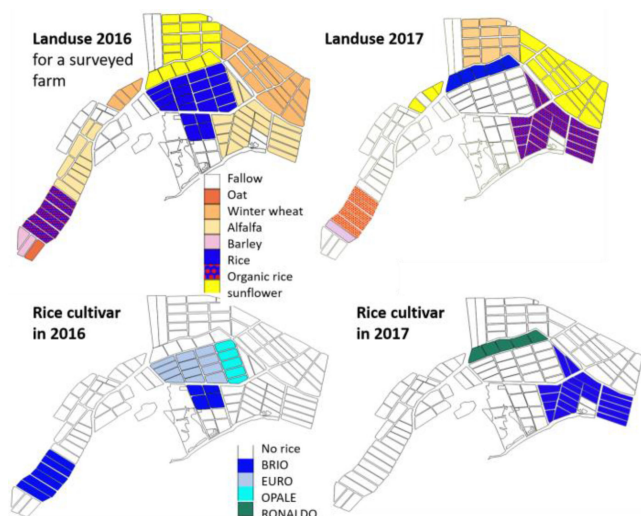 Landuse 2016
for a surveyed
farm
Landuse 2017
Fallow
Oat
Winter wheat
Alfalfa
Barley
Rice
Organic rice
sunflower
Rice cultivar
in 2016
Rice cultivar
in 2017
No rice
BRIO
EURO
OPALE
RONALDO